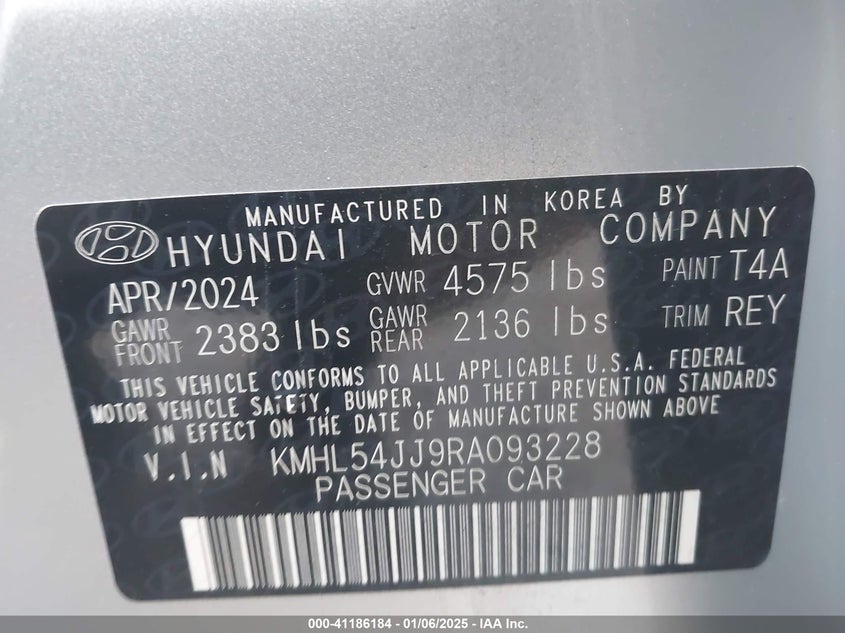 MANUFACTURED IN KOREA BY
HYUNDAI MOTOR COMPANY
APR/2024 GVWR 4575 lbs PAINT T4A
GAWR FRONT 2383 lbs GAWR REAR 2136 lbs TRIM REY
THIS VEHICLE CONFORMS TO ALL APPLICABLE U.S.A. FEDERAL
MOTOR VEHICLE SAFETY, BUMPER, AND THEFT PREVENTION STANDARDS
IN EFFECT ON THE DATE OF MANUFACTURE SHOWN ABOVE
V.I.N KMHL54JJ9RA093228
PASSENGER CAR
000-41186184 - 01/06/2025 - IAA Inc.